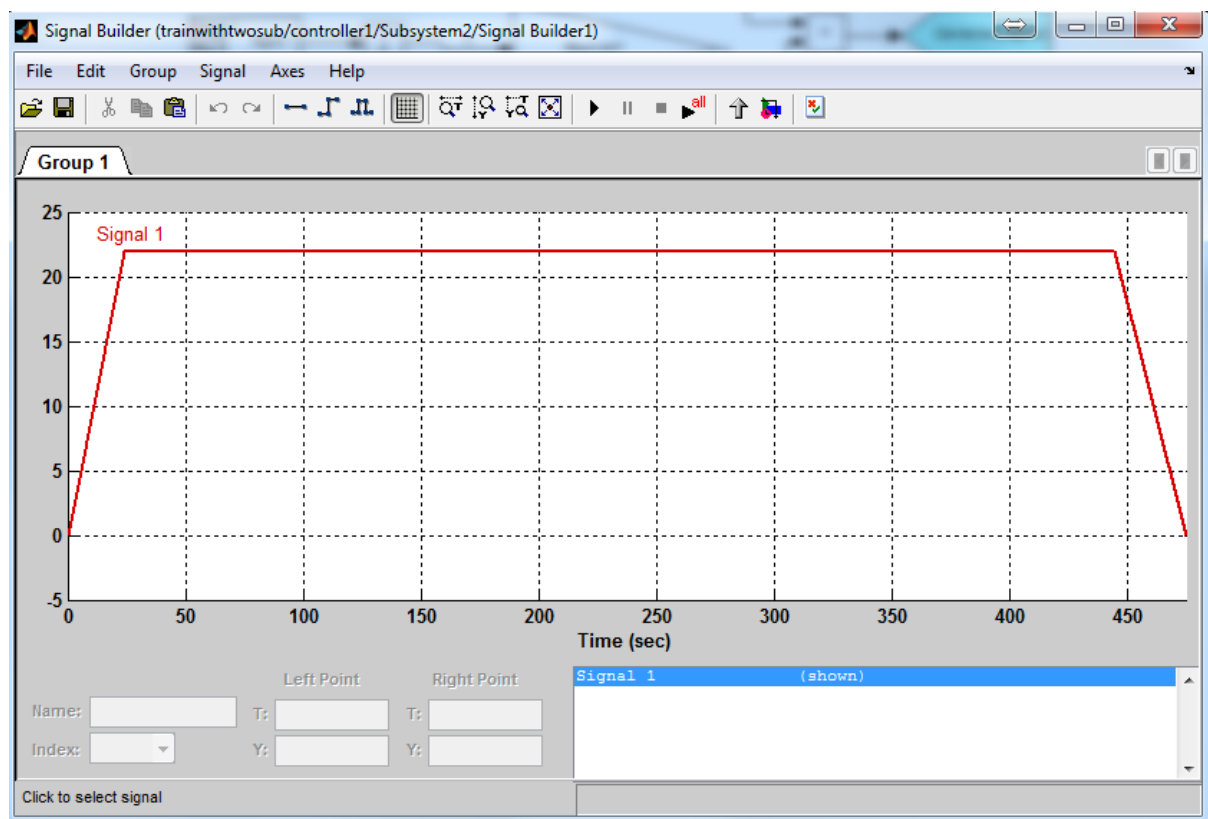 Signal Builder (trainwithtwosub/controller1/Subsystem2/Signal Builder1)
File Edit Group Signal Axes Help
all
Group 1
25
Signal 1
20
15
10
5
0
-5
0 50 100 150 200 250 300 350 400 450
Time (sec)
Left Point Right Point
Signal 1 (shown)
Name: T: T:
Index: Y: Y:
Click to select signal